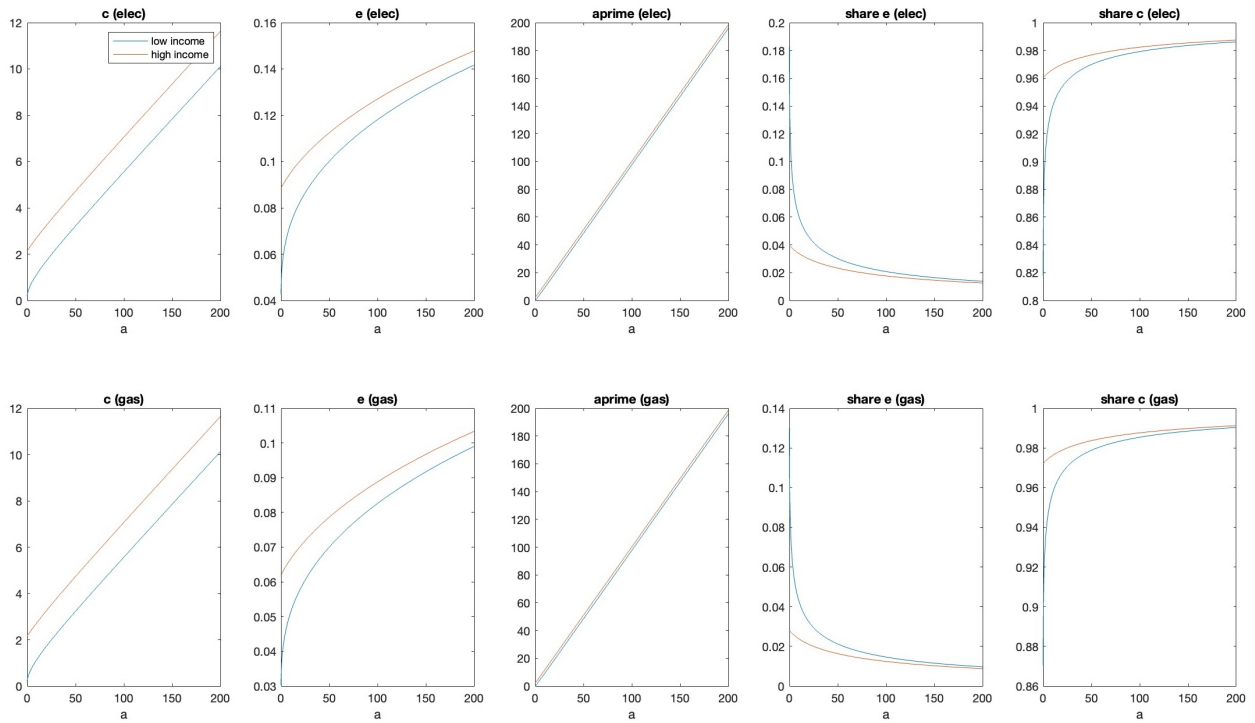 c (elec)
12
10
8
6
4
2
0
0 50 100 150 200
low income
high income
e (elec)
0.16
0.14
0.12
0.1
0.08
0.06
0.04
0 50 100 150 200
a
aprime (elec)
200
180
160
140
120
100
80
60
40
20
0
0 50 100 150 200
a
share e (elec)
0.2
0.18
0.16
0.14
0.12
0.1
0.08
0.06
0.04
0.02
0
0 50 100 150 200
a
share c (elec)
1
0.98
0.96
0.94
0.92
0.9
0.88
0.86
0.84
0.82
0.8
0 50 100 150 200
a
a
c (gas)
12
10
8
6
4
2
0
0 50 100 150 200
a
e (gas)
0.11
0.1
0.09
0.08
0.07
0.06
0.05
0.04
0.03
0 50 100 150 200
a
aprime (gas)
200
180
160
140
120
100
80
60
40
20
0
0 50 100 150 200
a
share e (gas)
0.14
0.12
0.1
0.08
0.06
0.04
0.02
0
0 50 100 150 200
a
share c (gas)
1
0.98
0.96
0.94
0.92
0.9
0.88
0.86
0 50 100 150 200
a